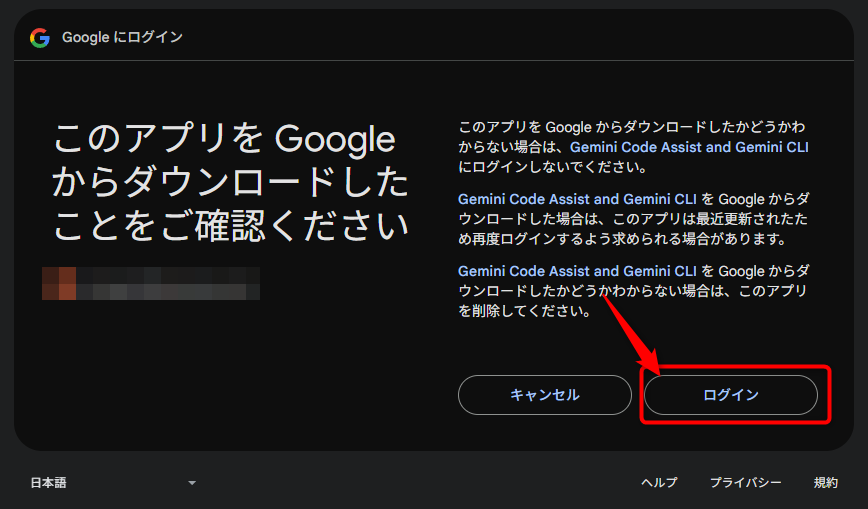 Google にログイン
このアプリを Google
からダウンロードした
ことをご確認ください
このアプリを Google からダウンロードしたかどうかわ
からない場合は、Gemini Code Assist and Gemini CLI
にログインしないでください。
Gemini Code Assist and Gemini CLI を Google からダ
ウンロードした場合は、このアプリは最近更新されたた
め再度ログインするよう求められる場合があります。
Gemini Code Assist and Gemini CLI を Google からダ
ウンロードしたかどうかわからない場合は、このアプリ
を削除してください。
キャンセル
ログイン
日本語
ヘルプ
プライバシー
規約